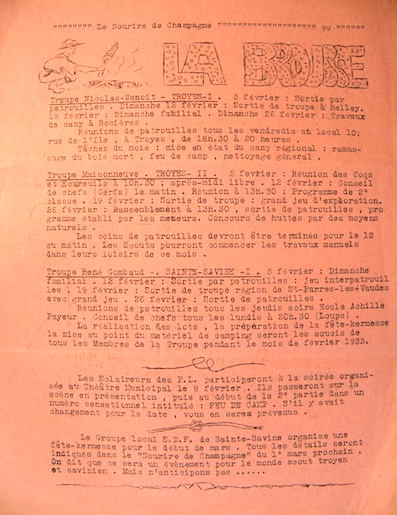 """"""""" Le Sourire de Champagne """"""""""""""""""" 99 """""
LA BROUSSE
Troupe Nicolas-Benoit - TROYES-I . 5 février : Sortie par
patrouilles . Dimanche 12 février : Sortie de troupe à Belley.
19 février : Dimanche familial . Dimanche 26 février : Travaux
de camp à Rosières .
Réunions de patrouilles tous les vendredis au local 10;
rue de l'Ile , à Troyes , de 18h.30 à 20 heures .
Tâches du mois : mise en état du camp régional : ramas-
sage du bois mort , feu de camp , nettoyage général .
Troupe Maisonneuve . TROYES- II . 5 février : Réunion des Coqs
et Ecureuils à 10h.30 ; après-midi libre . 12 février : Conseil
de chefs (Cerfs) le matin . Réunion à 13h.30 ; Programme de 2°
classe . 19 février : Sortie de troupe : grand jeu d'exploration.
26 février : Rassemblement à 13h.30 , sortie de patrouilles , pro
gramme établi par les meteurs . Concours de huttes par des moyens
naturels .
Les coins de patrouilles devront être terminés pour le 12
au matin . Les Scouts pourront commencer les travaux manuels
dans leurs loisirs de ce mois .
Troupe René Gombaud -. SAINTE-SAVINE -I . 5 février : Dimanche
familial . 12 février : Sortie par patrouilles : jeu interpatrouil
les . 19 février : Sortie de troupe région de St-Parres-les-Vaudes
avec grand jeu . 26 février : Sortie de patrouilles .
Réunions de patrouilles tous les jeudis soirs Ecole Achille
Payeur . Conseil de chefs tous les lundis à 20h.30 (Loups) .
La réalisation des lots , la préparation de la fête-kermesse
la mise au point du matériel de camping seront les soucis de
tous les Membres de la Troupe pendant le mois de février 1933.
Les Eclaireurs des P.L. participeront à la soirée organi-
sée au Théâtre Municipal le 8 février . Ils passeront sur la
scène en présentation , puis au début de la 2° partie dans un
numéro sensationnel intitulé : FEU DE CAMP . S'il y avait
changement pour la date , vous en serez prévenus .
Le Groupe local E.D.F. de Sainte-Savine organise une
fête-kermesse pour le début de mars . Tous les détails seront
indiqués dans le "Sourire de Champagne" du 1° mars prochain .
On dit que ce sera un évènement pour le monde scout troyen
et savinien . Mais n'anticipons pas ......